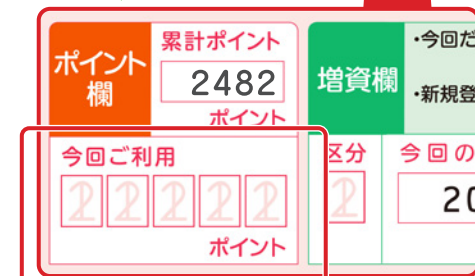 ポイント欄
累計ポイント
2482
ポイント
今回ご利用
22222
ポイント
増資欄
・今回だ
・新規登
区分
2
今回の
20